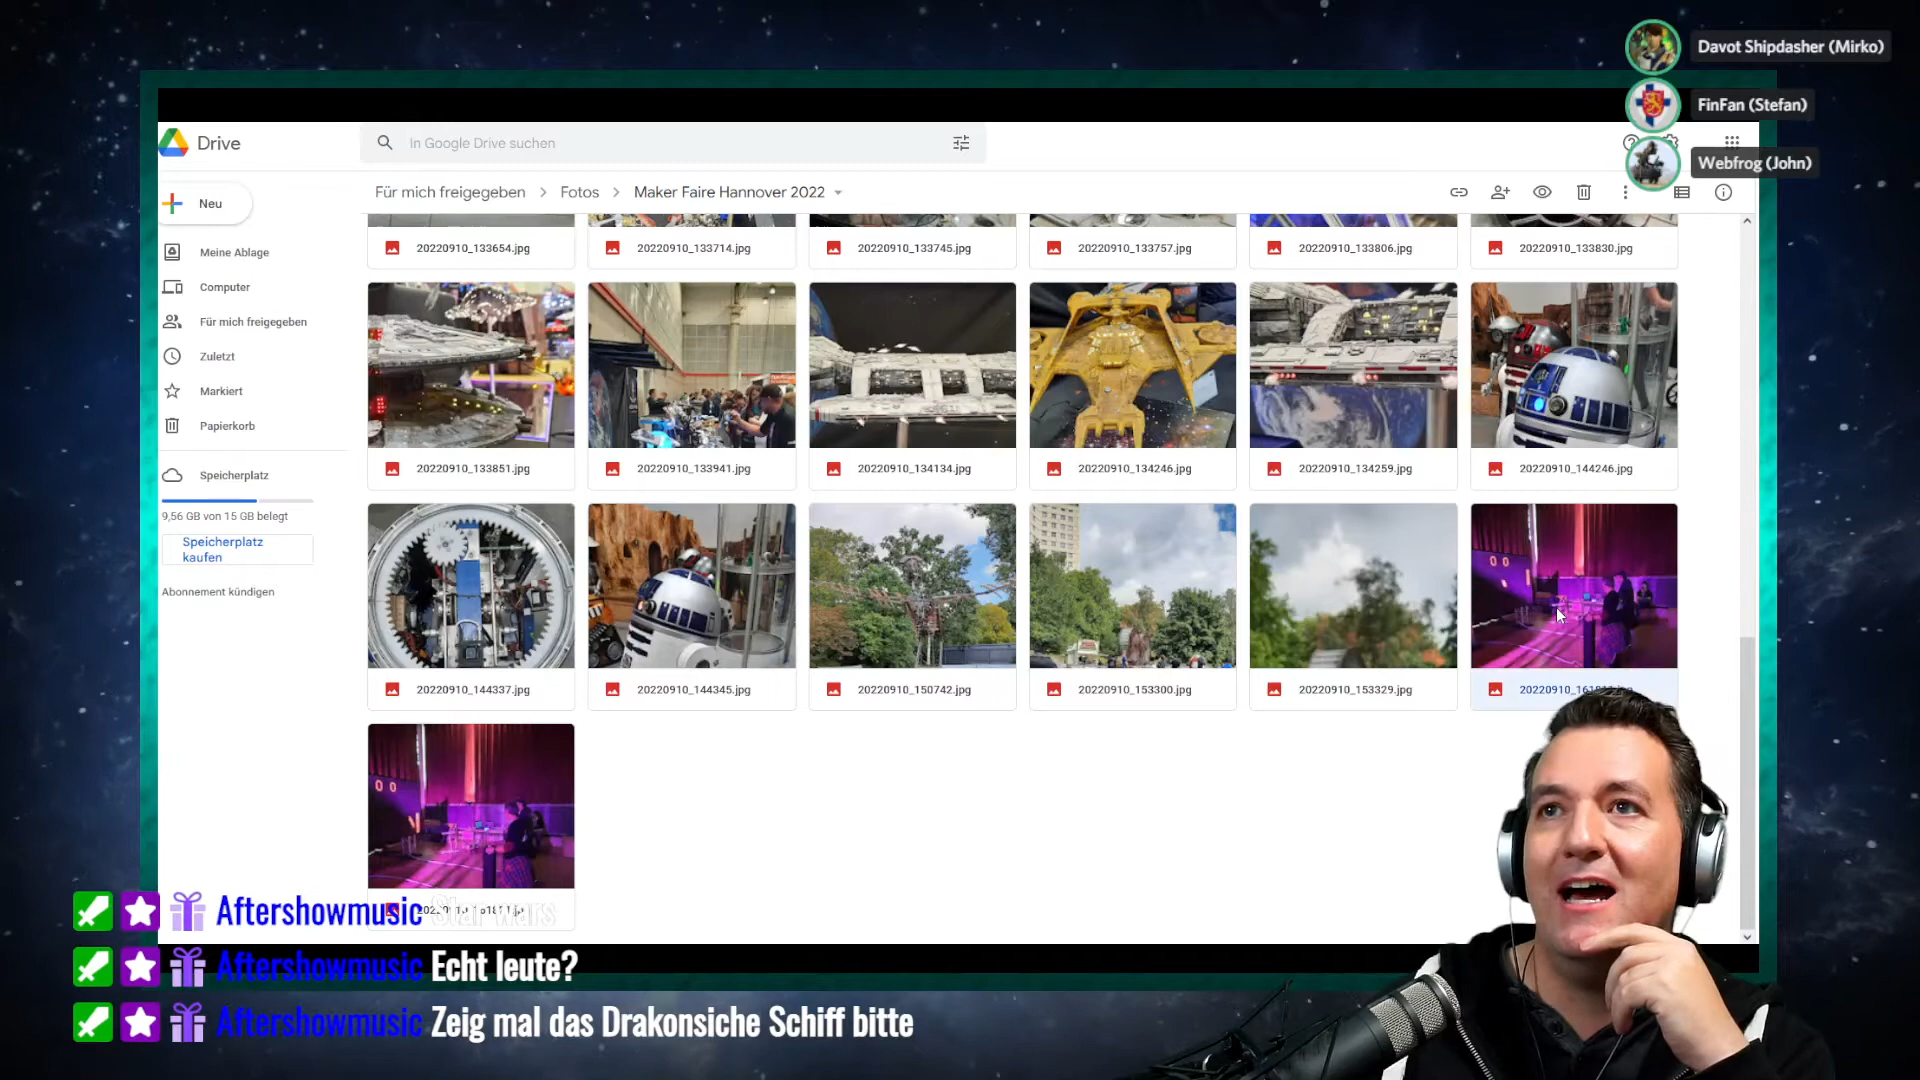 Davot Shipdasher (Mirko)
FinFan (Stefan)
Webfrog (John)
Drive
In Google Drive suchen
Neu
Für mich freigegeben > Fotos > Maker Faire Hannover 2022
Meine Ablage
Computer
Für mich freigegeben
Zuletzt
Markiert
Papierkorb
Speicherplatz
9,56 GB von 15 GB belegt
Speicherplatz
kaufen
Abonnement kündigen
20220910_133654.jpg
20220910_133714.jpg
20220910_133745.jpg
20220910_133757.jpg
20220910_133806.jpg
20220910_133830.jpg
20220910_133851.jpg
20220910_133941.jpg
20220910_134134.jpg
20220910_134246.jpg
20220910_134259.jpg
20220910_144246.jpg
20220910_144337.jpg
20220910_144345.jpg
20220910_150742.jpg
20220910_153300.jpg
20220910_153329.jpg
Aftershowmusic Star wars
Aftershowmusic Echt leute?
Aftershowmusic Zeig mal das Drakonsiche Schiff bitte